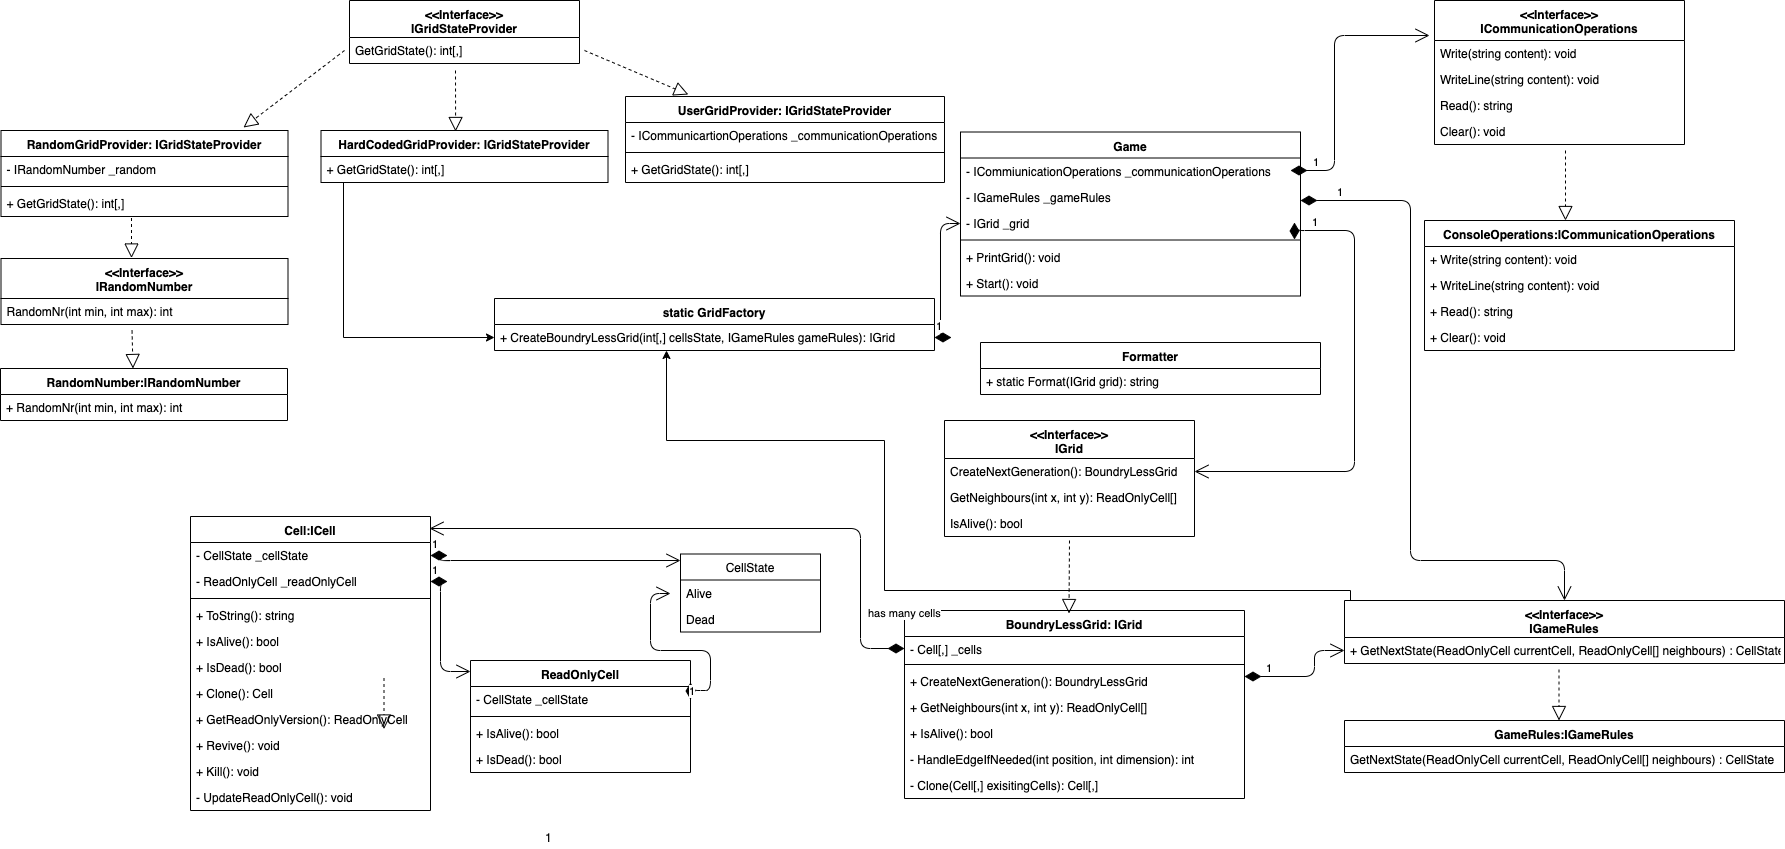 <<Interface>>
IGridStateProvider
GetGridState(): int[,]
<<Interface>>
ICommunicationOperations
Write(string content): void
WriteLine(string content): void
Read(): string
Clear(): void
UserGridProvider: IGridStateProvider
- ICommunicartionOperations _communicationOperations
+ GetGridState(): int[,]
RandomGridProvider: IGridStateProvider
- IRandomNumber _random
+ GetGridState(): int[,]
HardCodedGridProvider: IGridStateProvider
+ GetGridState(): int[,]
Game
- ICommiunicationOperations _communicationOperations
- IGameRules _gameRules
- IGrid _grid
+ PrintGrid(): void
+ Start(): void
1
1
1
ConsoleOperations:ICommunicationOperations
+ Write(string content): void
+ WriteLine(string content): void
+ Read(): string
+ Clear(): void
<<Interface>>
IRandomNumber
RandomNr(int min, int max): int
static GridFactory
+ CreateBoundryLessGrid(int[,] cellsState, IGameRules gameRules): IGrid
1
Formatter
+ static Format(IGrid grid): string
RandomNumber:IRandomNumber
+ RandomNr(int min, int max): int
<<Interface>>
IGrid
CreateNextGeneration(): BoundryLessGrid
GetNeighbours(int x, int y): ReadOnlyCell[]
IsAlive(): bool
Cell:ICell
- CellState _cellState
- ReadOnlyCell _readOnlyCell
+ ToString(): string
+ IsAlive(): bool
+ IsDead(): bool
+ Clone(): Cell
+ GetReadOnlyVersion(): ReadOnlyCell
+ Revive(): void
+ Kill(): void
- UpdateReadOnlyCell(): void
1
1
CellState
Alive
Dead
ReadOnlyCell
- CellState _cellState
+ IsAlive(): bool
+ IsDead(): bool
1
has many cells
BoundryLessGrid: IGrid
- Cell[,] _cells
+ CreateNextGeneration(): BoundryLessGrid
+ GetNeighbours(int x, int y): ReadOnlyCell[]
+ IsAlive(): bool
- HandleEdgeIfNeeded(int position, int dimension): int
- Clone(Cell[,] exisitingCells): Cell[,]
1
<<Interface>>
IGameRules
+ GetNextState(ReadOnlyCell currentCell, ReadOnlyCell[] neighbours) : CellState
GameRules:IGameRules
GetNextState(ReadOnlyCell currentCell, ReadOnlyCell[] neighbours) : CellState
1